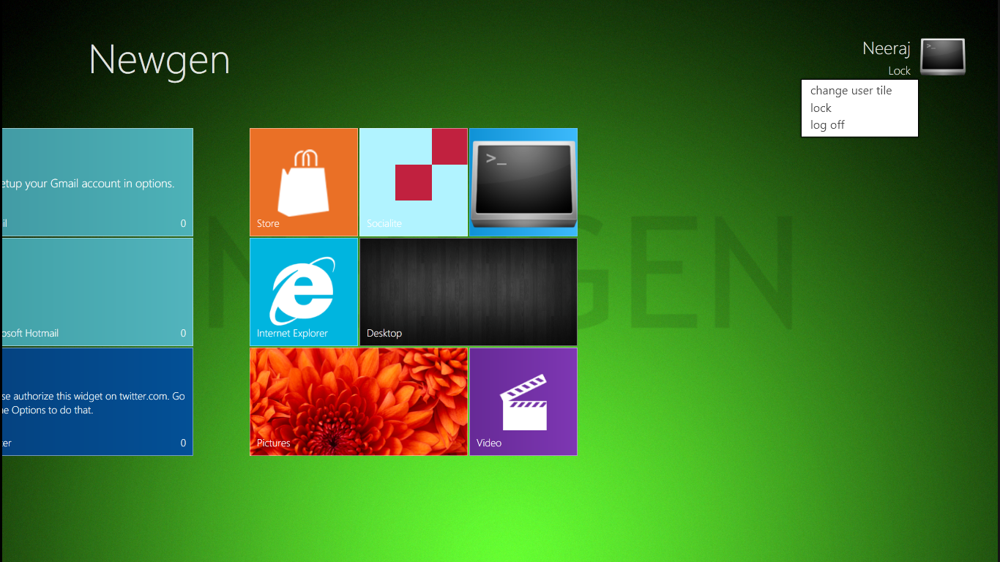 Newgen
Neeraj
Lock
change user tile
lock
log off
etup your Gmail account in options.
il 0
Store
Socialite
>_
NEWGEN
osoft Hotmail 0
Internet Explorer
Desktop
se authorize this widget on twitter.com. Go
e Options to do that.
ter 0
Pictures
Video